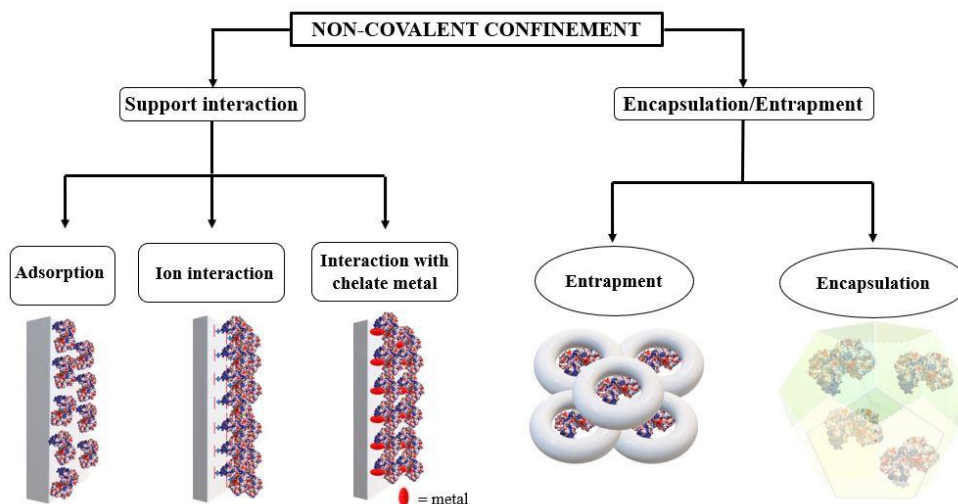 NON-COVALENT CONFINEMENT
Support interaction
Encapsulation/Entrapment
Adsorption
Ion interaction
Interaction with
chelate metal
Entrapment
Encapsulation
= metal